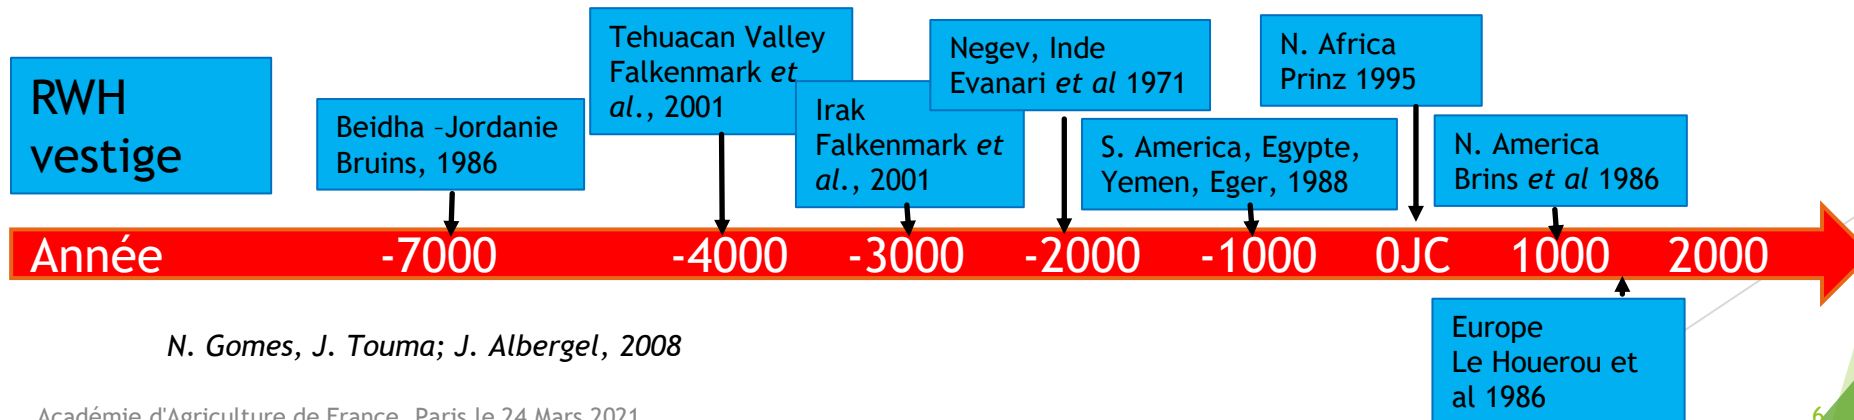 RWH
vestige
Beidha –Jordanie
Bruins, 1986
Tehuacan Valley
Falkenmark et
al., 2001
Irak
Falkenmark et
al., 2001
Negev, Inde
Evanari et al 1971
S. America, Egypte,
Yemen, Eger, 1988
N. Africa
Prinz 1995
N. America
Brins et al 1986
Année -7000 -4000 -3000 -2000 -1000 0JC 1000 2000
Europe
Le Houerou et
al 1986
N. Gomes, J. Touma; J. Albergel, 2008
Académie d'Agriculture de France, Paris le 24 Mars 2021
6